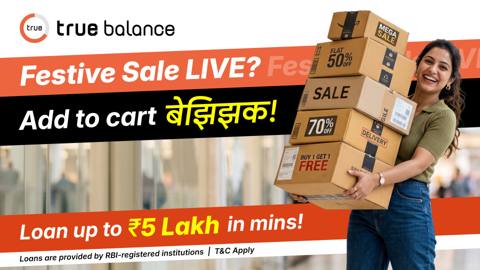 true
true balance
Festive Sale LIVE? Fes
Add to cart बेझिझक!
MEGA
SALE
FLAT
50% OFF
SALE
70% OFF
DELIVERY
BUY 1 GET 1
FREE
Loan up to ₹5 Lakh in mins!
Loans are provided by RBI-registered institutions | T&C Apply